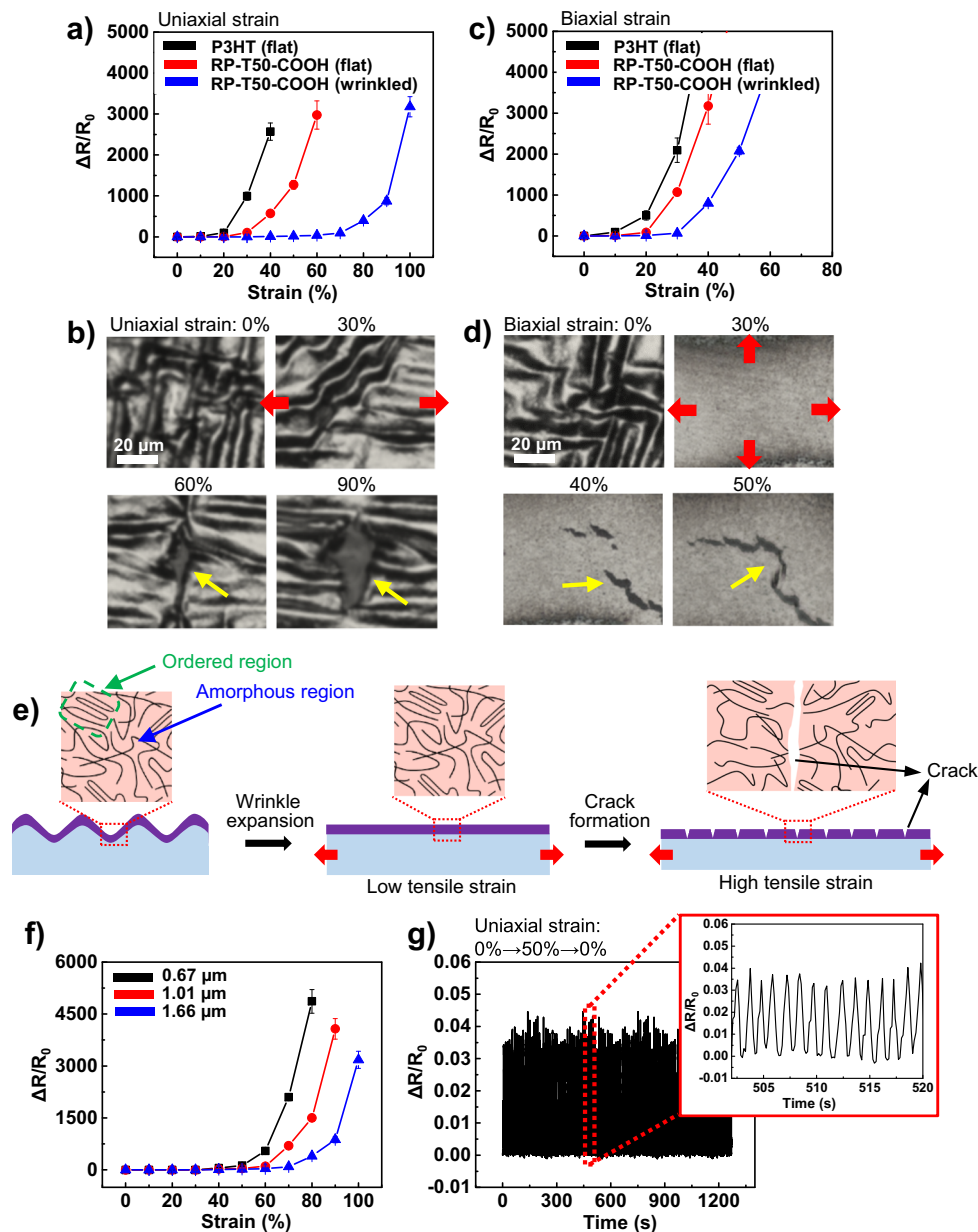 a)
Uniaxial strain
5000
4000
3000
2000
1000
0
ΔR/R0
P3HT (flat)
RP-T50-COOH (flat)
RP-T50-COOH (wrinkled)
0 20 40 60 80 100
Strain (%)
c)
Biaxial strain
5000
4000
3000
2000
1000
0
ΔR/R0
P3HT (flat)
RP-T50-COOH (flat)
RP-T50-COOH (wrinkled)
0 20 40 60 80
Strain (%)
b)
Uniaxial strain: 0%
30%
20 µm
60%
90%
d)
Biaxial strain: 0%
30%
20 µm
40%
50%
e)
Ordered region
Amorphous region
Wrinkle
expansion
Low tensile strain
Crack
formation
Crack
High tensile strain
f)
6000
4500
3000
1500
0
ΔR/R0
0.67 µm
1.01 µm
1.66 µm
0 20 40 60 80 100
Strain (%)
g)
Uniaxial strain:
0%→50%→0%
0.06
0.05
0.04
0.03
0.02
0.01
0.00
-0.01
ΔR/R0
0 300 600 900 1200
Time (s)
0.06
0.05
0.04
0.03
0.02
0.01
0.00
-0.01
ΔR/R0
505 510 515 520
Time (s)